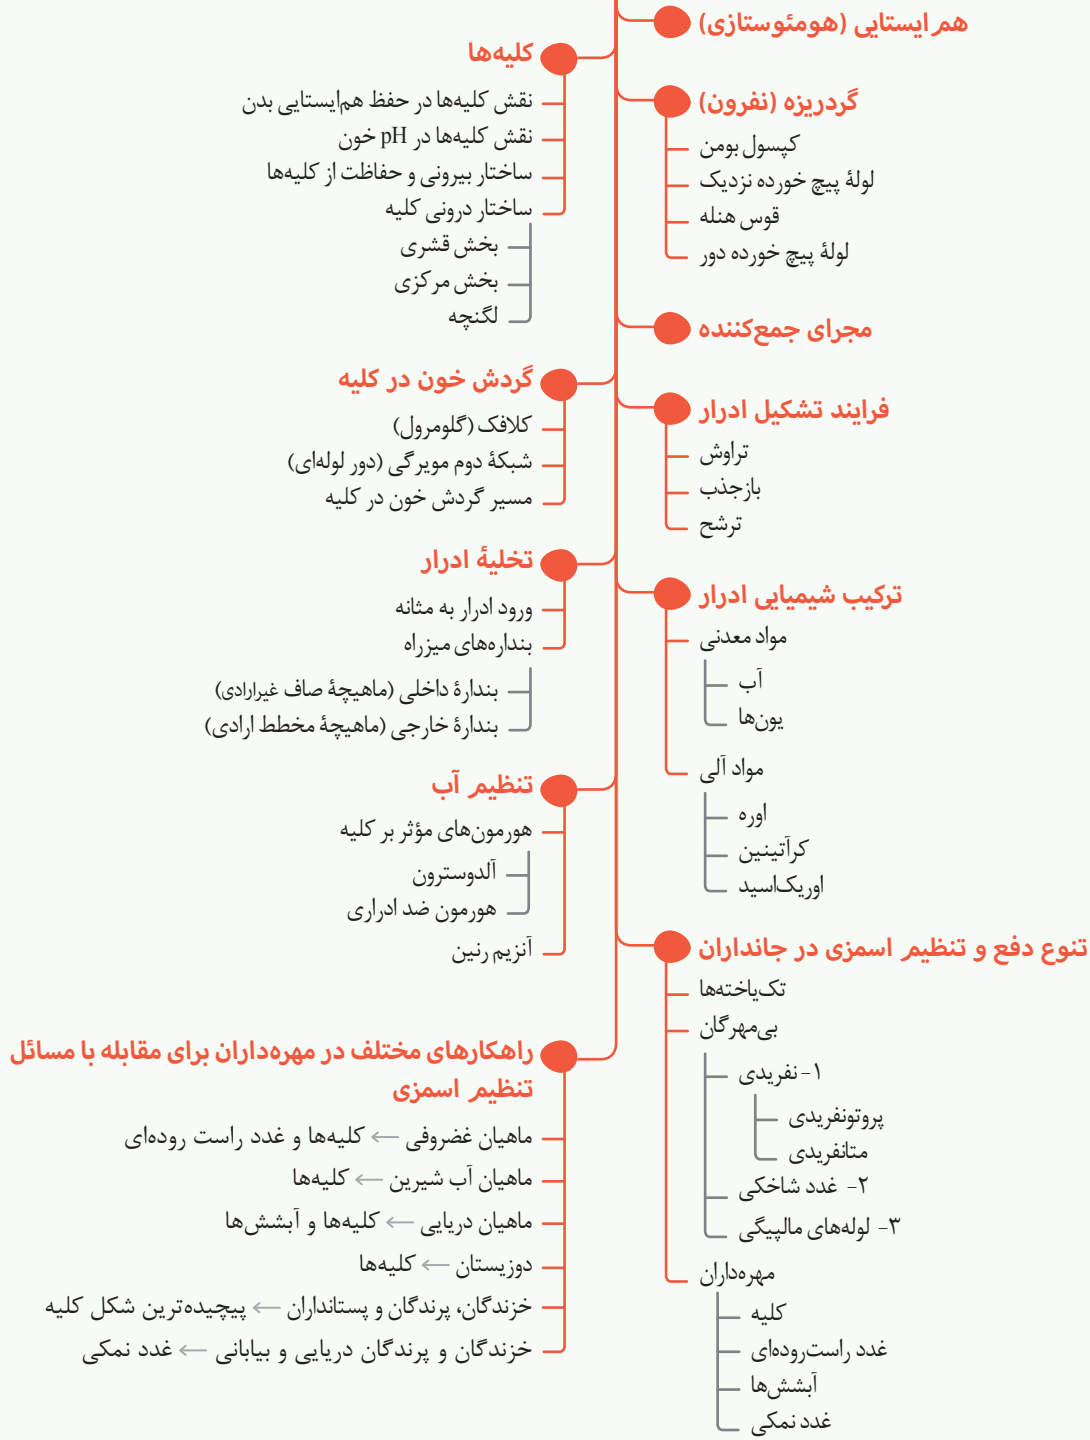 هم‌ایستایی (هومئوستازی)
گردریزه (نفرون)
کپسول بومن
لولهٔ پیچ خورده نزدیک
قوس هنله
لولهٔ پیچ خورده دور
مجرای جمع‌کننده
فرایند تشکیل ادرار
تراوش
بازجذب
ترشح
ترکیب شیمیایی ادرار
مواد معدنی
آب
یون‌ها
مواد آلی
اوره
کرآتینین
اوریک‌اسید
تنوع دفع و تنظیم اسمزی در جانداران
تک‌یاخته‌ها
بی‌مهرگان
۱- نفریدی
پروتونفریدی
متانفریدی
۲- غدد شاخکی
۳- لوله‌های مالپیگی
مهره‌داران
کلیه
غدد راست‌روده‌ای
آبشش‌ها
غدد نمکی
کلیه‌ها
نقش کلیه‌ها در حفظ هم‌ایستایی بدن
نقش کلیه‌ها در pH خون
ساختار بیرونی و حفاظت از کلیه‌ها
ساختار درونی کلیه
بخش قشری
بخش مرکزی
لگنچه
گردش خون در کلیه
کلافک (گلومرول)
شبکهٔ دوم مویرگی (دور لوله‌ای)
مسیر گردش خون در کلیه
تخلیهٔ ادرار
ورود ادرار به مثانه
بنداره‌های میزراه
بندارهٔ داخلی (ماهیچهٔ صاف غیرارادی)
بندارهٔ خارجی (ماهیچهٔ مخطط ارادی)
تنظیم آب
هورمون‌های مؤثر بر کلیه
آلدوسترون
هورمون ضد ادراری
آنزیم رنین
راهکارهای مختلف در مهره‌داران برای مقابله با مسائل
تنظیم اسمزی
ماهیان غضروفی ← کلیه‌ها و غدد راست روده‌ای
ماهیان آب شیرین ← کلیه‌ها
ماهیان دریایی ← کلیه‌ها و آبشش‌ها
دوزیستان ← کلیه‌ها
خزندگان، پرندگان و پستانداران ← پیچیده‌ترین شکل کلیه
خزندگان و پرندگان دریایی و بیابانی ← غدد نمکی